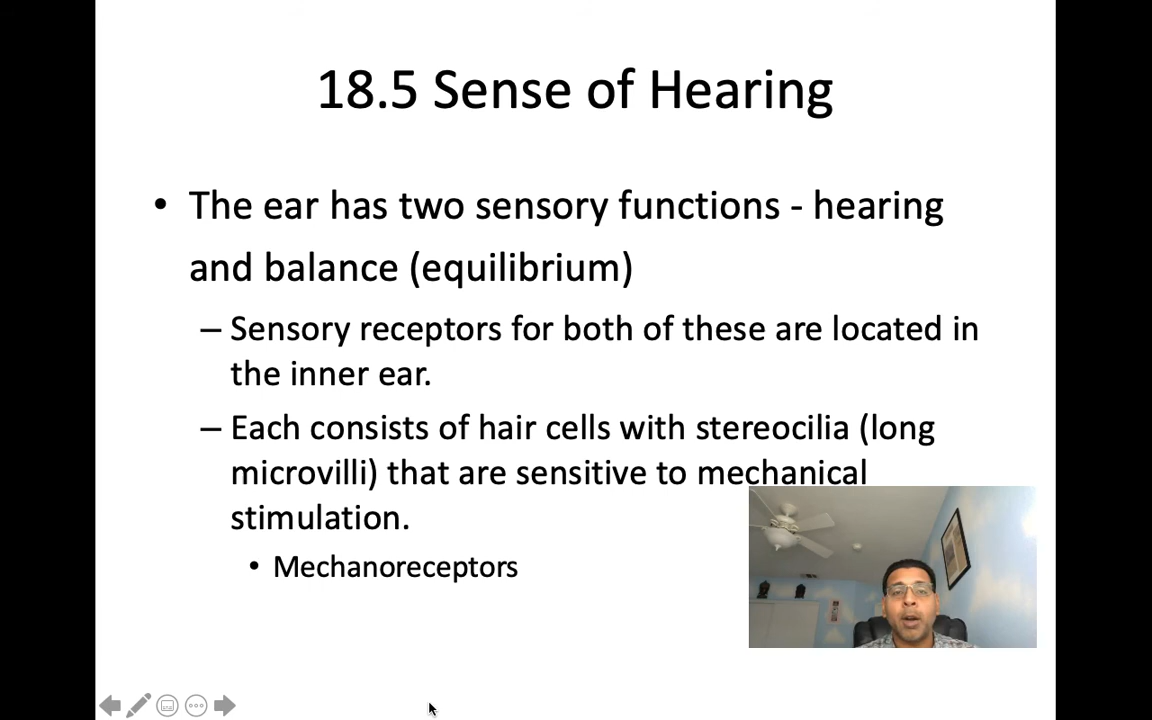 18.5 Sense of Hearing
• The ear has two sensory functions - hearing
and balance (equilibrium)
– Sensory receptors for both of these are located in
the inner ear.
– Each consists of hair cells with stereocilia (long
microvilli) that are sensitive to mechanical
stimulation.
• Mechanoreceptors